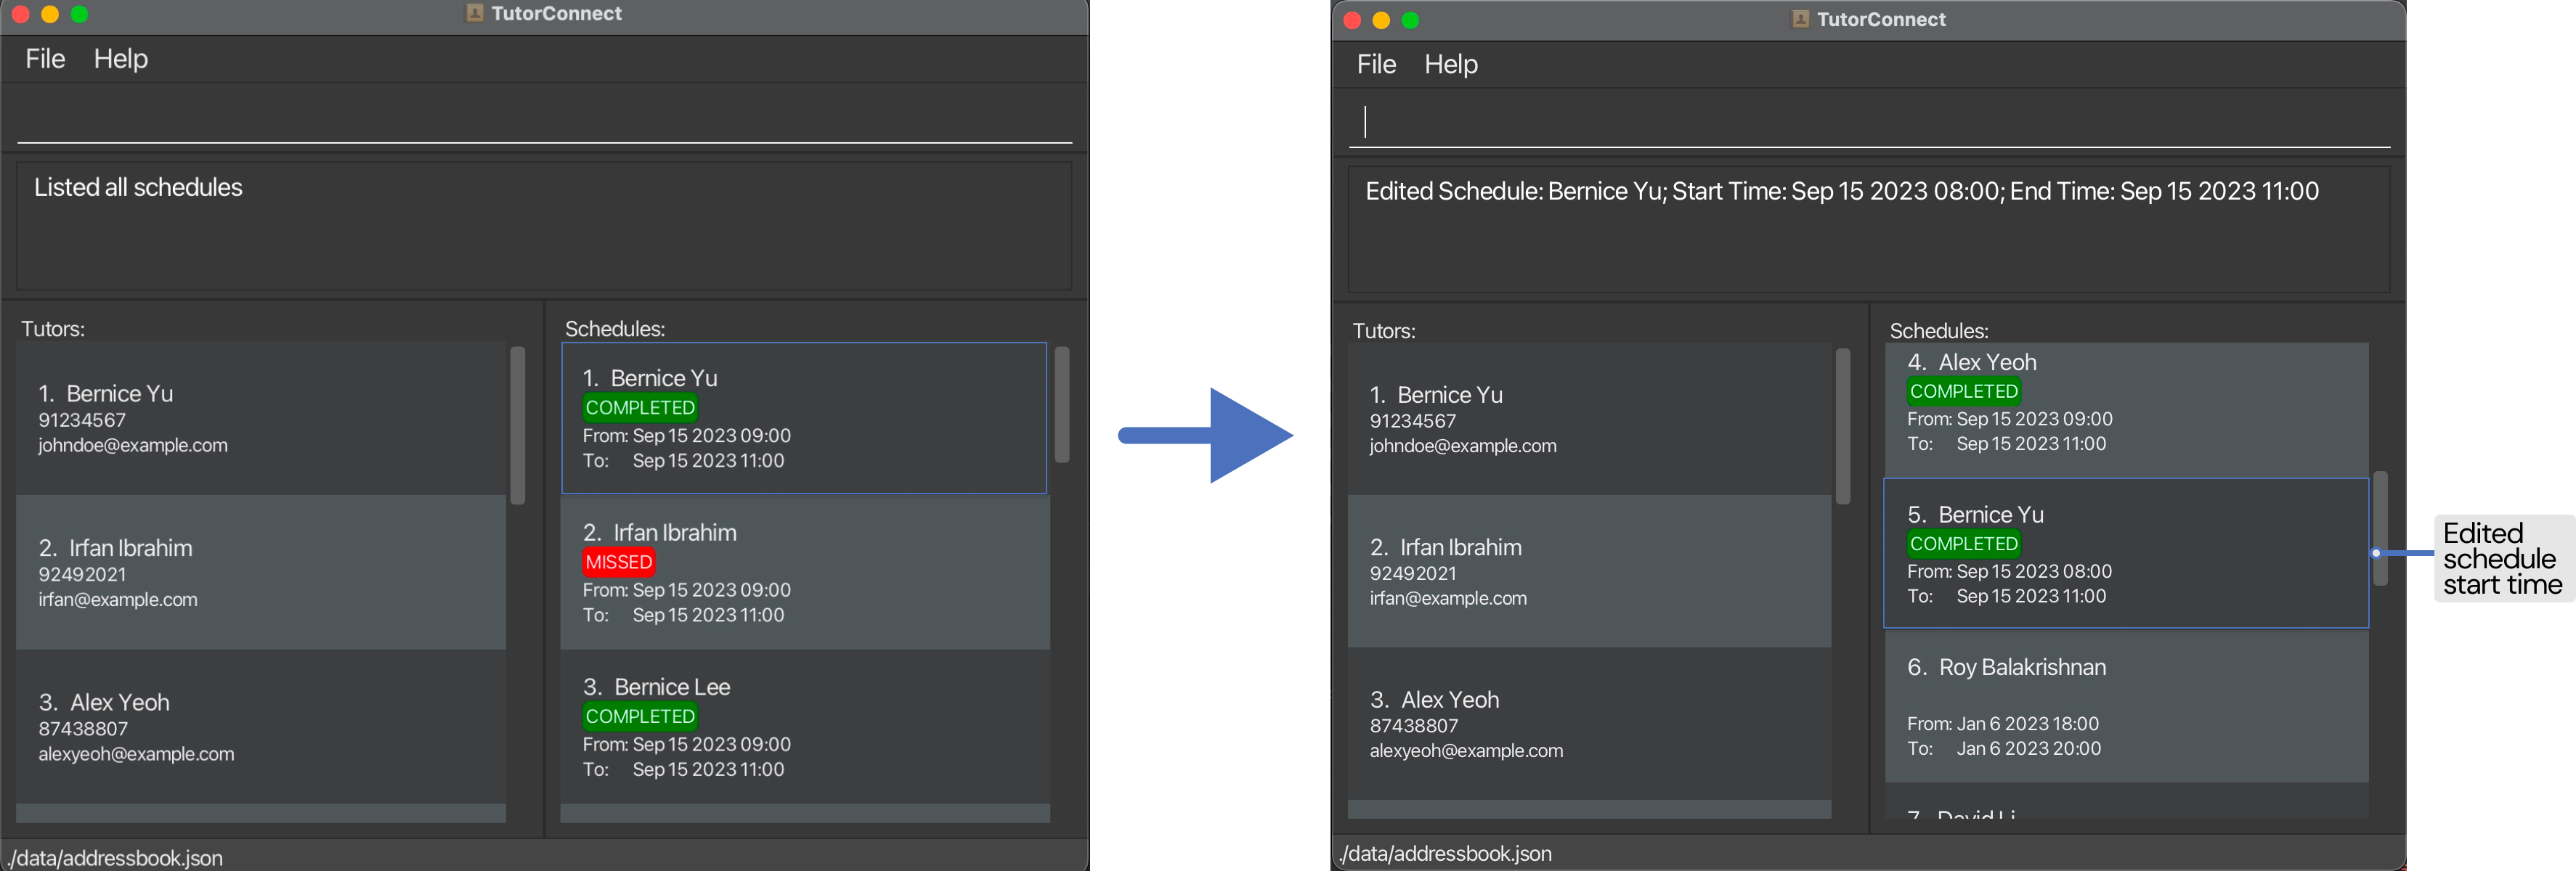 TutorConnect
File Help
Listed all schedules
Tutors:
1. Bernice Yu
91234567
johndoe@example.com
2. Irfan Ibrahim
92492021
irfan@example.com
3. Alex Yeoh
87438807
alexyeoh@example.com
Schedules:
1. Bernice Yu
COMPLETED
From: Sep 15 2023 09:00
To: Sep 15 2023 11:00
2. Irfan Ibrahim
MISSED
From: Sep 15 2023 09:00
To: Sep 15 2023 11:00
3. Bernice Lee
COMPLETED
From: Sep 15 2023 09:00
To: Sep 15 2023 11:00
./data/addressbook.json
TutorConnect
File Help
Edited Schedule: Bernice Yu; Start Time: Sep 15 2023 08:00; End Time: Sep 15 2023 11:00
Tutors:
1. Bernice Yu
91234567
johndoe@example.com
2. Irfan Ibrahim
92492021
irfan@example.com
3. Alex Yeoh
87438807
alexyeoh@example.com
Schedules:
4. Alex Yeoh
COMPLETED
From: Sep 15 2023 09:00
To: Sep 15 2023 11:00
5. Bernice Yu
COMPLETED
From: Sep 15 2023 08:00
To: Sep 15 2023 11:00
6. Roy Balakrishnan
From: Jan 6 2023 18:00
To: Jan 6 2023 20:00
7. David Li
./data/addressbook.json
Edited
schedule
start time